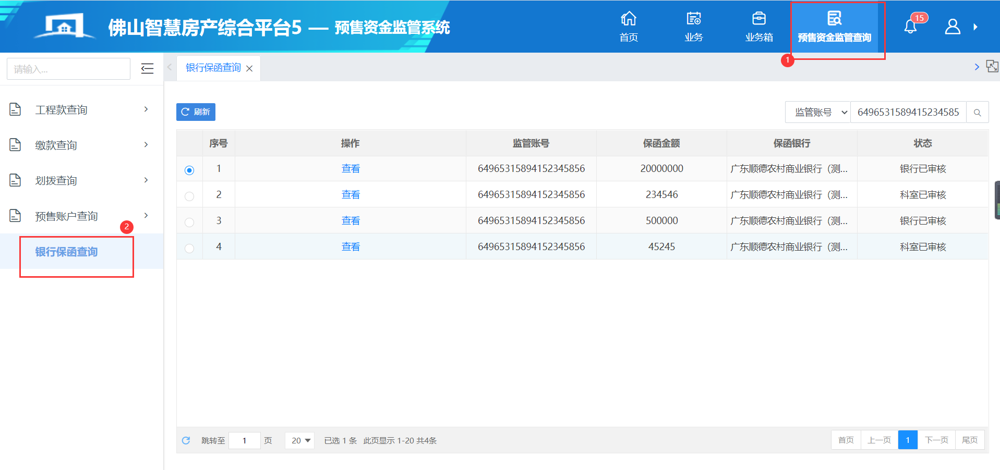 佛山智慧房产综合平台5 — 预售资金监管系统
首页
业务
业务箱
预售资金监管查询
15
1
请输入...
银行保函查询
工程款查询
缴款查询
划拨查询
预售账户查询
2
银行保函查询
刷新
监管账号 6496531589415234585
序号 操作 监管账号 保函金额 保函银行 状态
1 查看 64965315894152345856 20000000 广东顺德农村商业银行（测... 银行已审核
2 查看 64965315894152345856 234546 广东顺德农村商业银行（测... 科室已审核
3 查看 64965315894152345856 500000 广东顺德农村商业银行（测... 银行已审核
4 查看 64965315894152345856 45245 广东顺德农村商业银行（测... 科室已审核
跳转至 1 页 20 已选 1 条 此页显示 1-20 共4条
首页 上一页 1 下一页 尾页